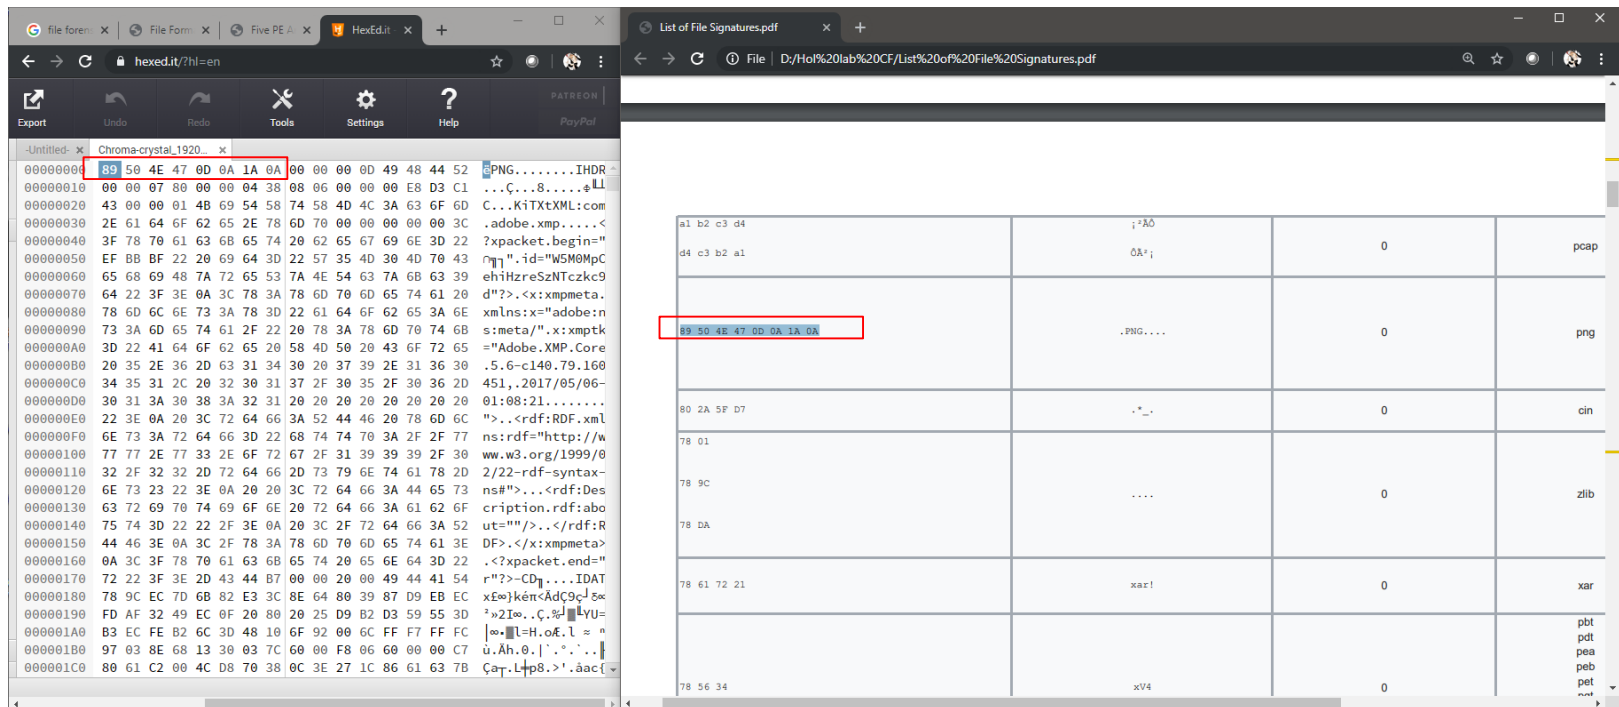 file foren
File Form
Five PE A
HexEd.it
hexed.it/?hl=en
Export
Undo
Redo
Tools
Settings
Help
PATREON
PayPal
-Untitled-
Chroma-crystal_1920...
00000000 89 50 4E 47 0D 0A 1A 0A 00 00 00 0D 49 48 44 52 ëPNG........IHDR
00000010 00 00 07 80 00 00 04 38 08 06 00 00 00 E8 D3 C1 ...Ç...8.....Φ╙┴
00000020 43 00 00 01 4B 69 54 58 74 58 4D 4C 3A 63 6F 6D C...KiTXtXML:com
00000030 2E 61 64 6F 62 65 2E 78 6D 70 00 00 00 00 00 3C .adobe.xmp.....<
00000040 3F 78 70 61 63 6B 65 74 20 62 65 67 69 6E 3D 22 ?xpacket.begin="
00000050 EF BB BF 22 20 69 64 3D 22 57 35 4D 30 4D 70 43 ∩╗┐".id="W5M0MpC
00000060 65 68 69 48 7A 72 65 53 7A 4E 54 63 7A 6B 63 39 ehiHzreSzNTczkc9
00000070 64 22 3F 3E 0A 3C 78 3A 78 6D 70 6D 65 74 61 20 d"?>.<x:xmpmeta.
00000080 78 6D 6C 6E 73 3A 78 3D 22 61 64 6F 62 65 3A 6E xmlns:x="adobe:n
00000090 73 3A 6D 65 74 61 2F 22 20 78 3A 78 6D 70 74 6B s:meta/".x:xmptk
000000A0 3D 22 41 64 6F 62 65 20 58 4D 50 20 43 6F 72 65 ="Adobe.XMP.Core
000000B0 20 35 2E 36 2D 63 31 34 30 20 37 39 2E 31 36 30 .5.6-c140.79.160
000000C0 34 35 31 2C 20 32 30 31 37 2F 30 35 2F 30 36 2D 451,.2017/05/06-
000000D0 30 31 3A 30 38 3A 32 31 20 20 20 20 20 20 20 20 01:08:21........
000000E0 22 3E 0A 20 3C 72 64 66 3A 52 44 46 20 78 6D 6C ">..<rdf:RDF.xml
000000F0 6E 73 3A 72 64 66 3D 22 68 74 74 70 3A 2F 2F 77 ns:rdf="http://w
00000100 77 77 2E 77 33 2E 6F 72 67 2F 31 39 39 39 2F 30 ww.w3.org/1999/0
00000110 32 2F 32 32 2D 72 64 66 2D 73 79 6E 74 61 78 2D 2/22-rdf-syntax-
00000120 6E 73 23 22 3E 0A 20 20 3C 72 64 66 3A 44 65 73 ns#">...<rdf:Des
00000130 63 72 69 70 74 69 6F 6E 20 72 64 66 3A 61 62 6F cription.rdf:abo
00000140 75 74 3D 22 22 2F 3E 0A 20 3C 2F 72 64 66 3A 52 ut=""/>..</rdf:R
00000150 44 46 3E 0A 3C 2F 78 3A 78 6D 70 6D 65 74 61 3E DF>.</x:xmpmeta>
00000160 0A 3C 3F 78 70 61 63 6B 65 74 20 65 6E 64 3D 22 .<?xpacket.end="
00000170 72 22 3F 3E 2D 43 44 B7 00 00 20 00 49 44 41 54 r"?>-CD╖.. .IDAT
00000180 78 9C EC 7D 6B 82 E3 3C 8E 64 80 39 87 D9 EB EC x£∞}kéπ<ÄdÇ9ç┘δ∞
00000190 FD AF 32 49 EC 0F 20 80 20 25 D9 B2 D3 59 55 3D
000001A0 B3 EC FE B2 6C 3D 48 10 6F 92 00 6C FF F7 FF FC
000001B0 97 03 8E 68 13 30 03 7C 60 00 F8 06 60 00 00 C7 ù.Äh.0.|`.°.`..╟
000001C0 80 61 C2 00 4C D8 70 38 0C 3E 27 1C 86 61 63 7B Ça┬.L╪p8.>'.åac{
List of File Signatures.pdf
File D:/Hol%20lab%20CF/List%20of%20File%20Signatures.pdf
a1 b2 c3 d4 ¡²ÃÔ
d4 c3 b2 a1 ÔÃ²¡
0 pcap
89 50 4E 47 0D 0A 1A 0A .PNG.... 0 png
80 2A 5F D7 .*_. 0 cin
78 01
78 9C
.... 0 zlib
78 DA
78 61 72 21 xar! 0 xar
pbt
pdt
pea
peb
pet
78 56 34 xV4 0